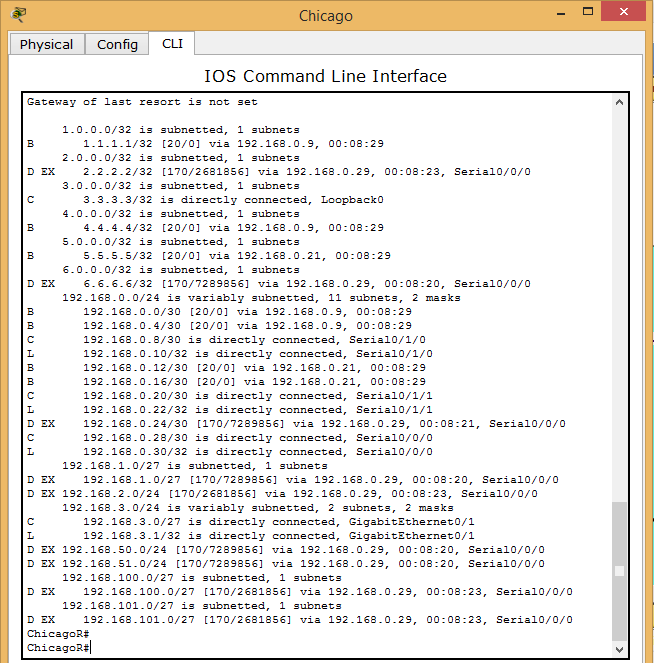 Chicago
Physical Config CLI
IOS Command Line Interface
Gateway of last resort is not set
1.0.0.0/32 is subnetted, 1 subnets
B 1.1.1.1/32 [20/0] via 192.168.0.9, 00:08:29
2.0.0.0/32 is subnetted, 1 subnets
D EX 2.2.2.2/32 [170/2681856] via 192.168.0.29, 00:08:23, Serial0/0/0
3.0.0.0/32 is subnetted, 1 subnets
C 3.3.3.3/32 is directly connected, Loopback0
4.0.0.0/32 is subnetted, 1 subnets
B 4.4.4.4/32 [20/0] via 192.168.0.9, 00:08:29
5.0.0.0/32 is subnetted, 1 subnets
B 5.5.5.5/32 [20/0] via 192.168.0.21, 00:08:29
6.0.0.0/32 is subnetted, 1 subnets
D EX 6.6.6.6/32 [170/7289856] via 192.168.0.29, 00:08:20, Serial0/0/0
192.168.0.0/24 is variably subnetted, 11 subnets, 2 masks
B 192.168.0.0/30 [20/0] via 192.168.0.9, 00:08:29
B 192.168.0.4/30 [20/0] via 192.168.0.9, 00:08:29
C 192.168.0.8/30 is directly connected, Serial0/1/0
L 192.168.0.10/32 is directly connected, Serial0/1/0
B 192.168.0.12/30 [20/0] via 192.168.0.21, 00:08:29
B 192.168.0.16/30 [20/0] via 192.168.0.21, 00:08:29
C 192.168.0.20/30 is directly connected, Serial0/1/1
L 192.168.0.22/32 is directly connected, Serial0/1/1
D EX 192.168.0.24/30 [170/7289856] via 192.168.0.29, 00:08:21, Serial0/0/0
C 192.168.0.28/30 is directly connected, Serial0/0/0
L 192.168.0.30/32 is directly connected, Serial0/0/0
192.168.1.0/27 is subnetted, 1 subnets
D EX 192.168.1.0/27 [170/7289856] via 192.168.0.29, 00:08:20, Serial0/0/0
D EX 192.168.2.0/24 [170/2681856] via 192.168.0.29, 00:08:23, Serial0/0/0
192.168.3.0/24 is variably subnetted, 2 subnets, 2 masks
C 192.168.3.0/27 is directly connected, GigabitEthernet0/1
L 192.168.3.1/32 is directly connected, GigabitEthernet0/1
D EX 192.168.50.0/24 [170/7289856] via 192.168.0.29, 00:08:20, Serial0/0/0
D EX 192.168.51.0/24 [170/7289856] via 192.168.0.29, 00:08:20, Serial0/0/0
192.168.100.0/27 is subnetted, 1 subnets
D EX 192.168.100.0/27 [170/2681856] via 192.168.0.29, 00:08:23, Serial0/0/0
192.168.101.0/27 is subnetted, 1 subnets
D EX 192.168.101.0/27 [170/2681856] via 192.168.0.29, 00:08:23, Serial0/0/0
ChicagoR#
ChicagoR#